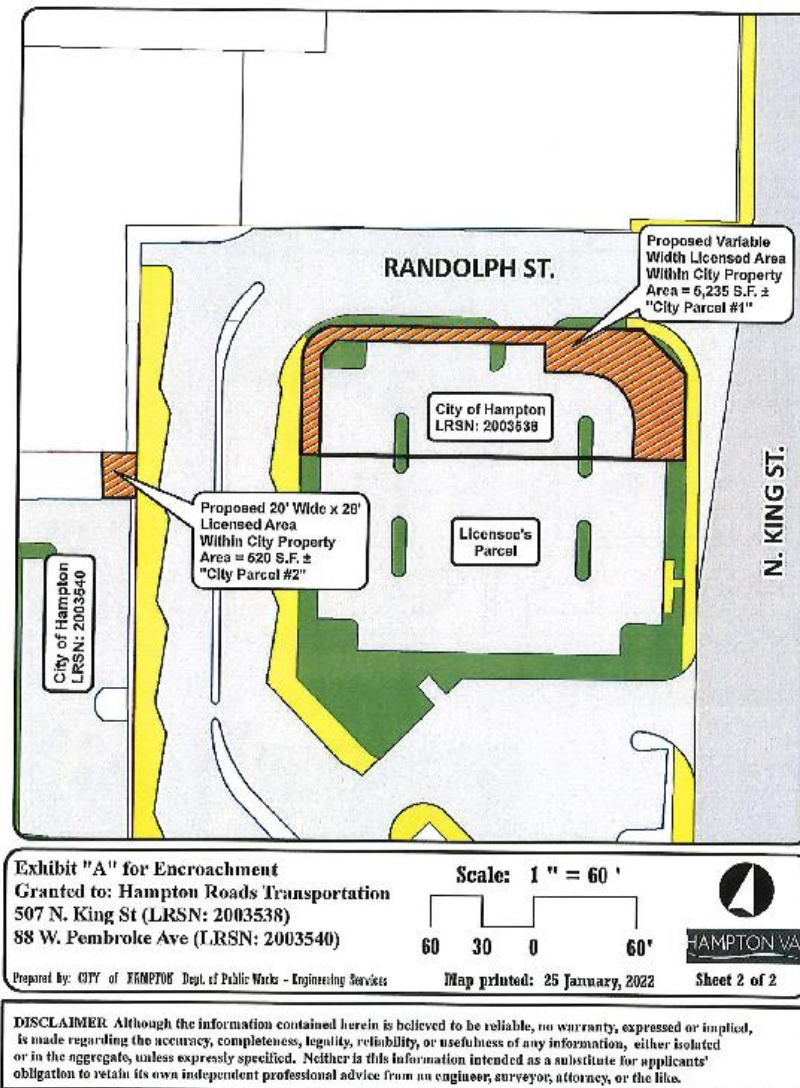 RANDOLPH ST.
Proposed Variable
Width Licensed Area
Within City Property
Area = 5,235 S.F. ±
"City Parcel #1"
City of Hampton
LRSN: 2003538
N. KING ST.
Proposed 20' Wide x 26'
Licensed Area
Within City Property
Area = 520 S.F. ±
"City Parcel #2"
Licensee's
Parcel
City of Hampton
LRSN: 2003540
Exhibit "A" for Encroachment
Granted to: Hampton Roads Transportation
507 N. King St (LRSN: 2003538)
88 W. Pembroke Ave (LRSN: 2003540)
Prepared by: CITY of HAMPTON Dept. of Public Works - Engineering Services
Scale: 1 " = 60 '
60 30 0 60'
Map printed: 25 January, 2022
HAMPTON VA
Sheet 2 of 2
DISCLAIMER Although the information contained herein is believed to be reliable, no warranty, expressed or implied,
is made regarding the accuracy, completeness, legality, reliability, or usefulness of any information, either isolated
or in the aggregate, unless expressly specified. Neither is this information intended as a substitute for applicants'
obligation to retain its own independent professional advice from an engineer, surveyor, attorney, or the like.